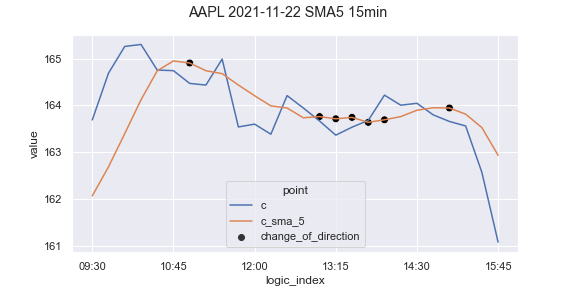 AAPL 2021-11-22 SMA5 15min
165
164
163
162
161
value
point
c
c_sma_5
change_of_direction
09:30 10:45 12:00 13:15 14:30 15:45
logic_index